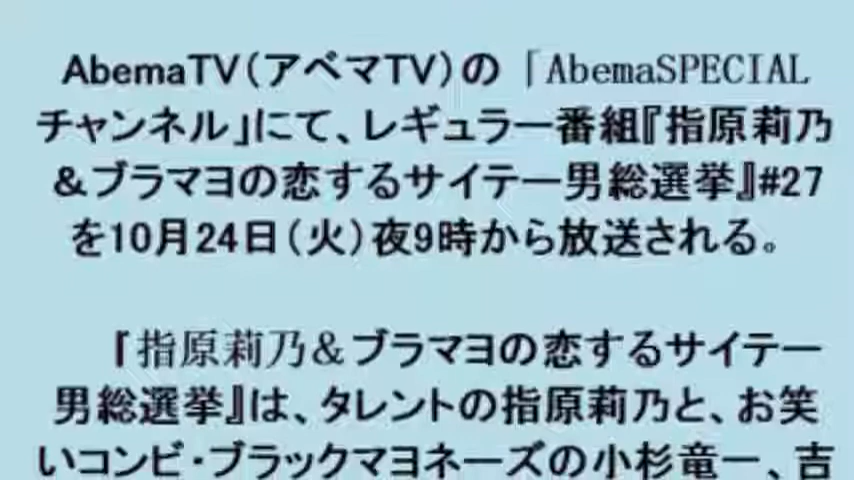 AbemaTV（アベマTV）の「AbemaSPECIAL
チャンネル」にて、レギュラー番組『指原莉乃
＆ブラマヨの恋するサイテー男総選挙』#27
を10月24日（火）夜9時から放送される。
『指原莉乃＆ブラマヨの恋するサイテー
男総選挙』は、タレントの指原莉乃と、お笑
いコンビ・ブラックマヨネーズの小杉竜一、吉